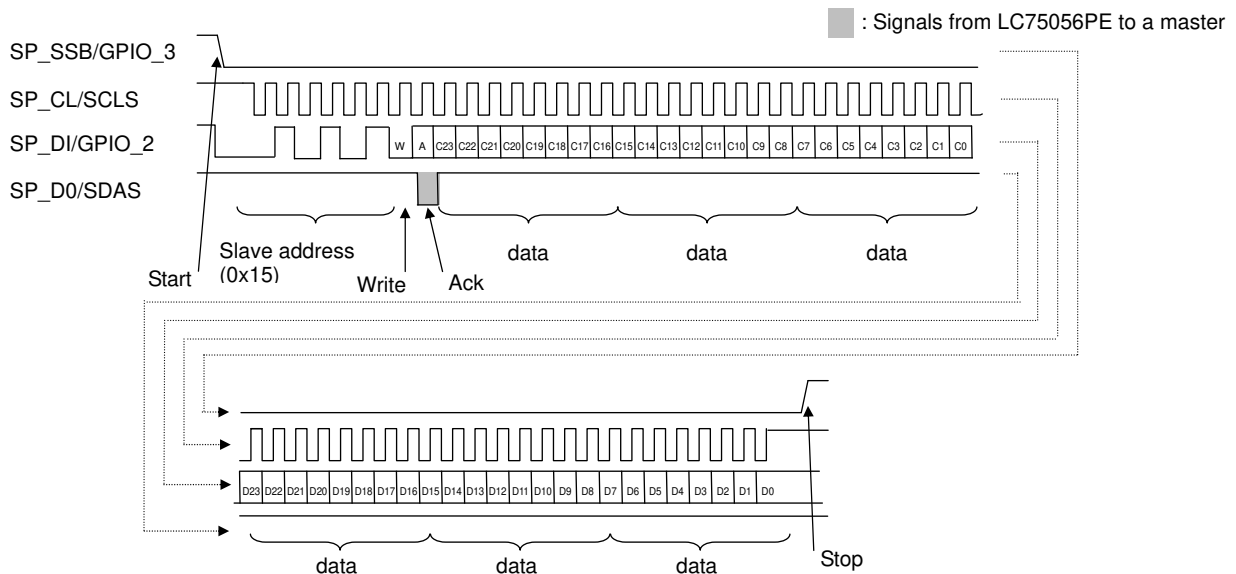 : Signals from LC75056PE to a master
SP_SSB/GPIO_3
SP_CL/SCLS
SP_DI/GPIO_2
W A C23 C22 C21 C20 C19 C18 C17 C16 C15 C14 C13 C12 C11 C10 C9 C8 C7 C6 C5 C4 C3 C2 C1 C0
SP_D0/SDAS
Slave address
(0x15)
data data data
Start
Write
Ack
D23 D22 D21 D20 D19 D18 D17 D16 D15 D14 D13 D12 D11 D10 D9 D8 D7 D6 D5 D4 D3 D2 D1 D0
data data data
Stop